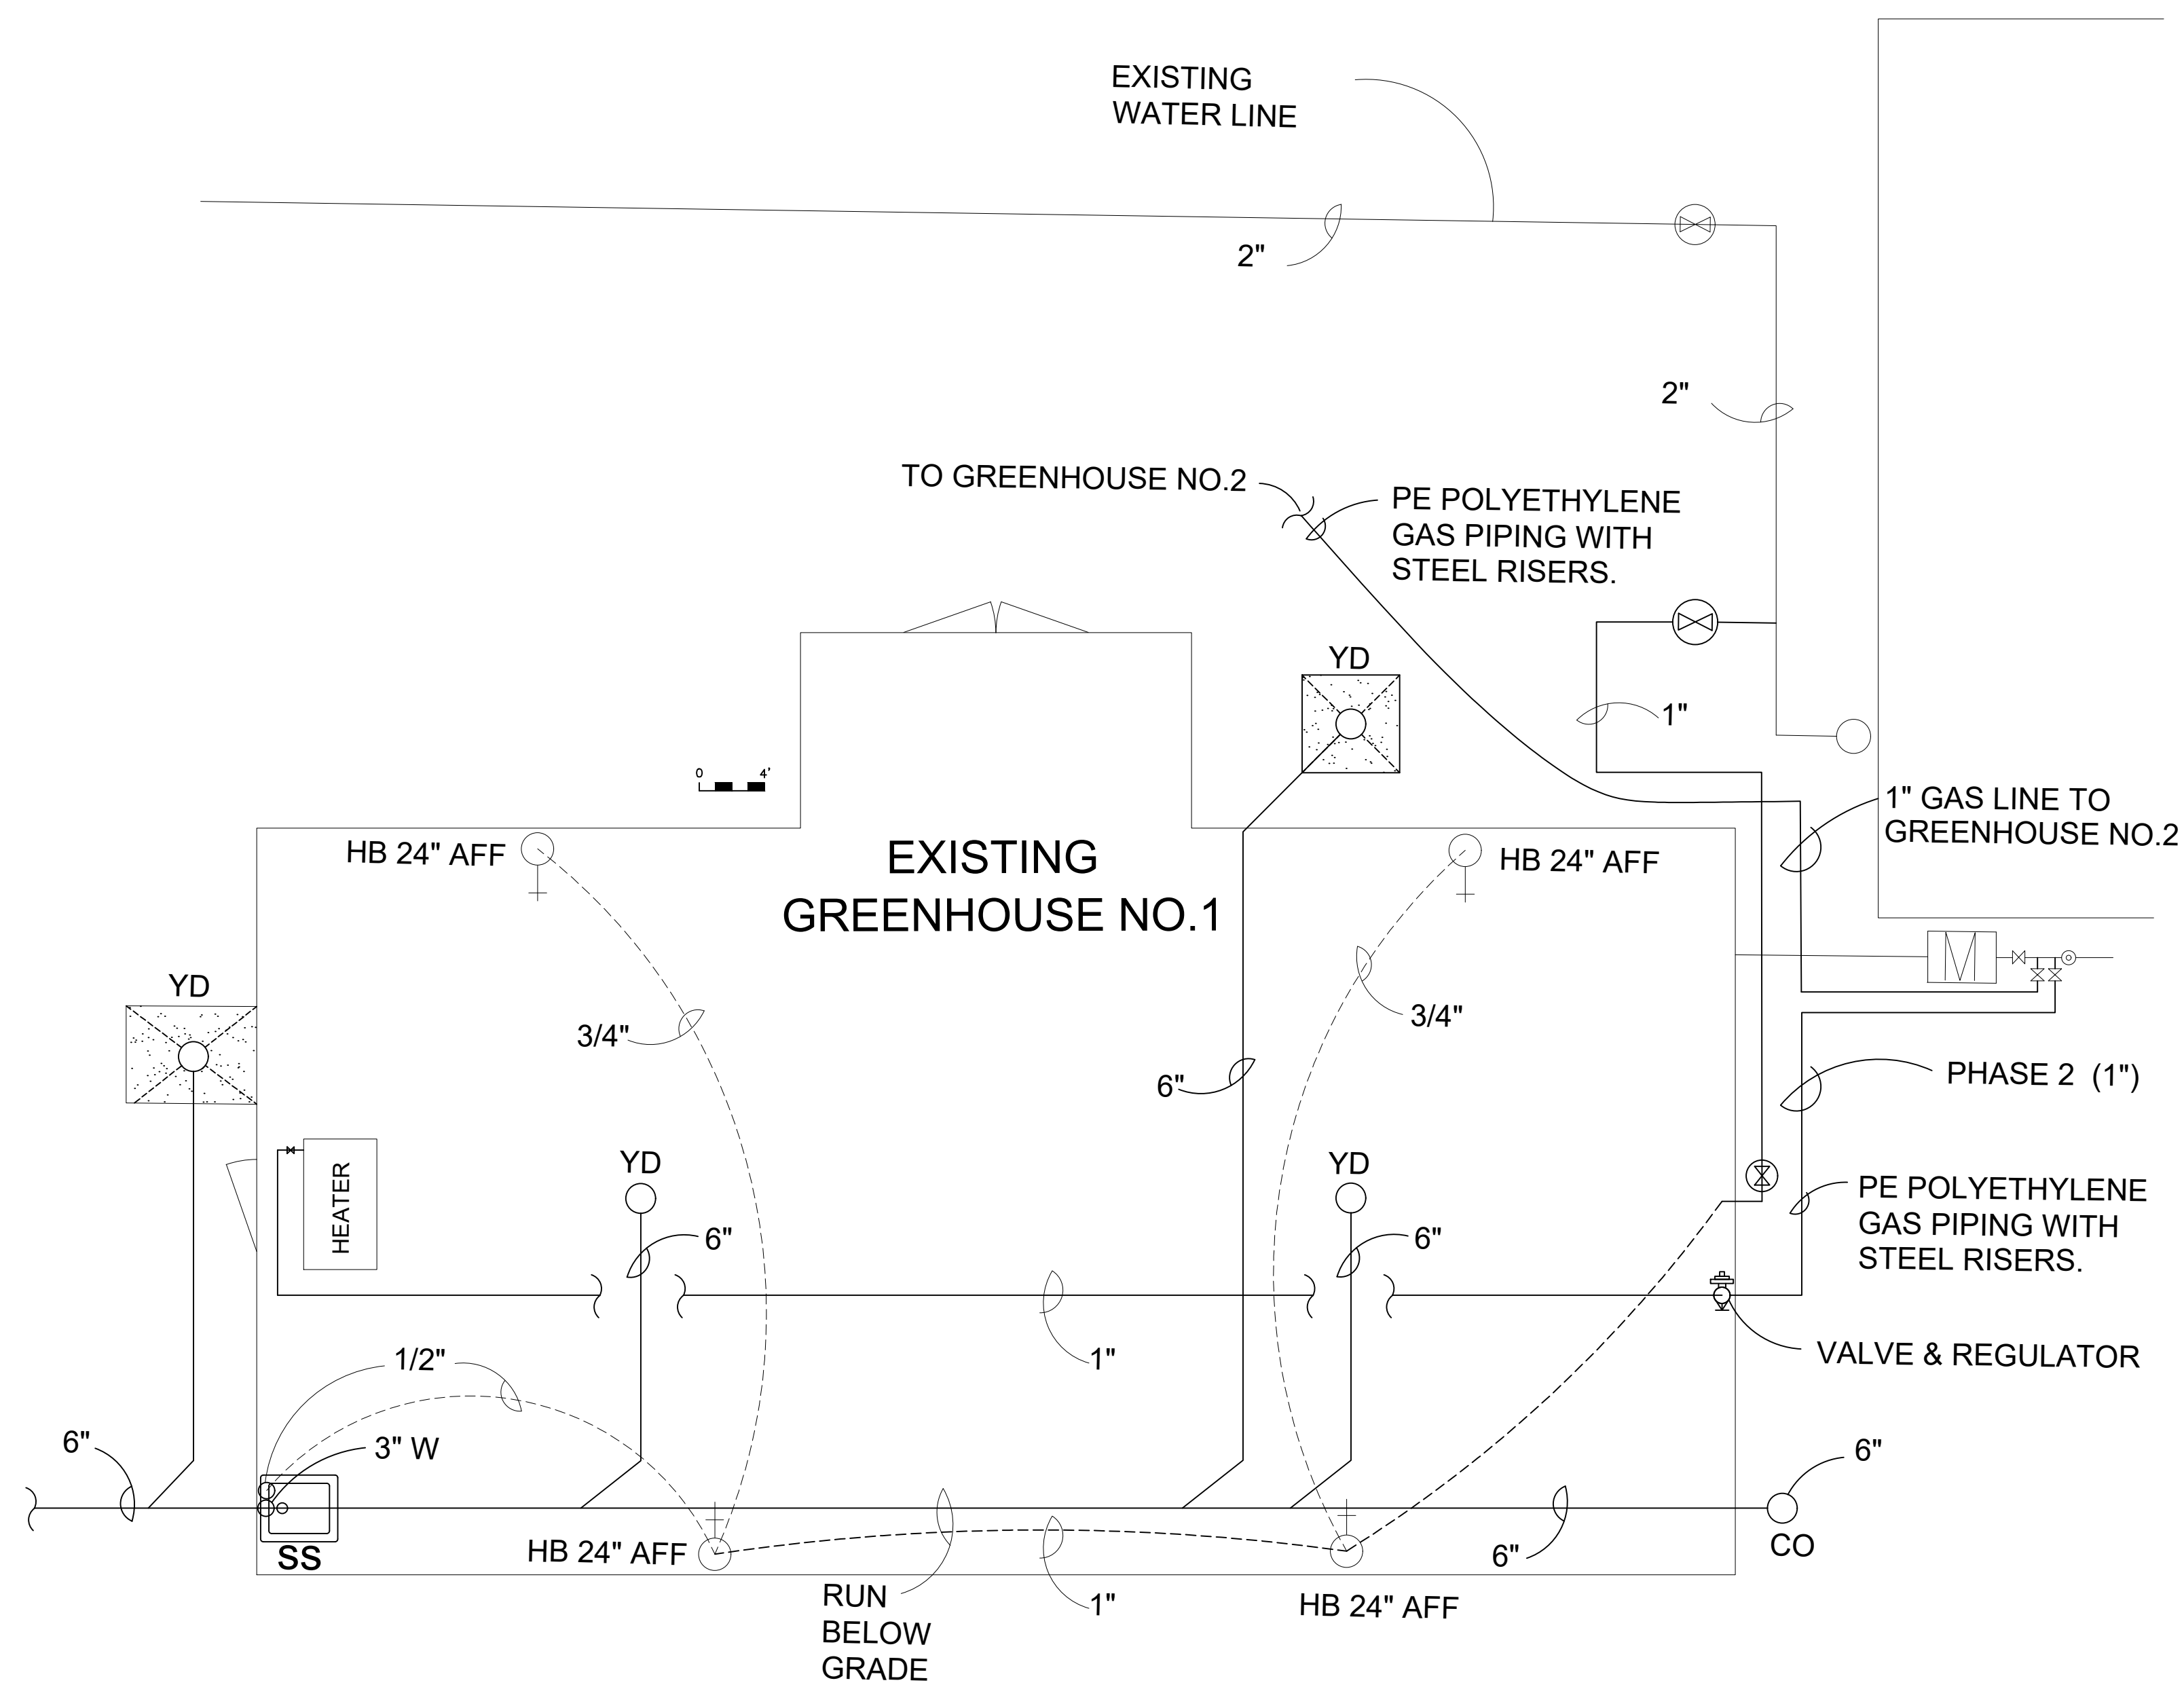 EXISTING
WATER LINE
2"
2"
TO GREENHOUSE NO.2
PE POLYETHYLENE
GAS PIPING WITH
STEEL RISERS.
YD
1"
0 4'
1" GAS LINE TO
GREENHOUSE NO.2
HB 24" AFF
EXISTING
GREENHOUSE NO.1
HB 24" AFF
YD
3/4"
3/4"
6"
PHASE 2 (1")
HEATER
YD
YD
6"
6"
PE POLYETHYLENE
GAS PIPING WITH
STEEL RISERS.
1/2"
1"
VALVE & REGULATOR
6"
3" W
6"
SS
HB 24" AFF
6"
CO
RUN
BELOW
GRADE
1"
HB 24" AFF